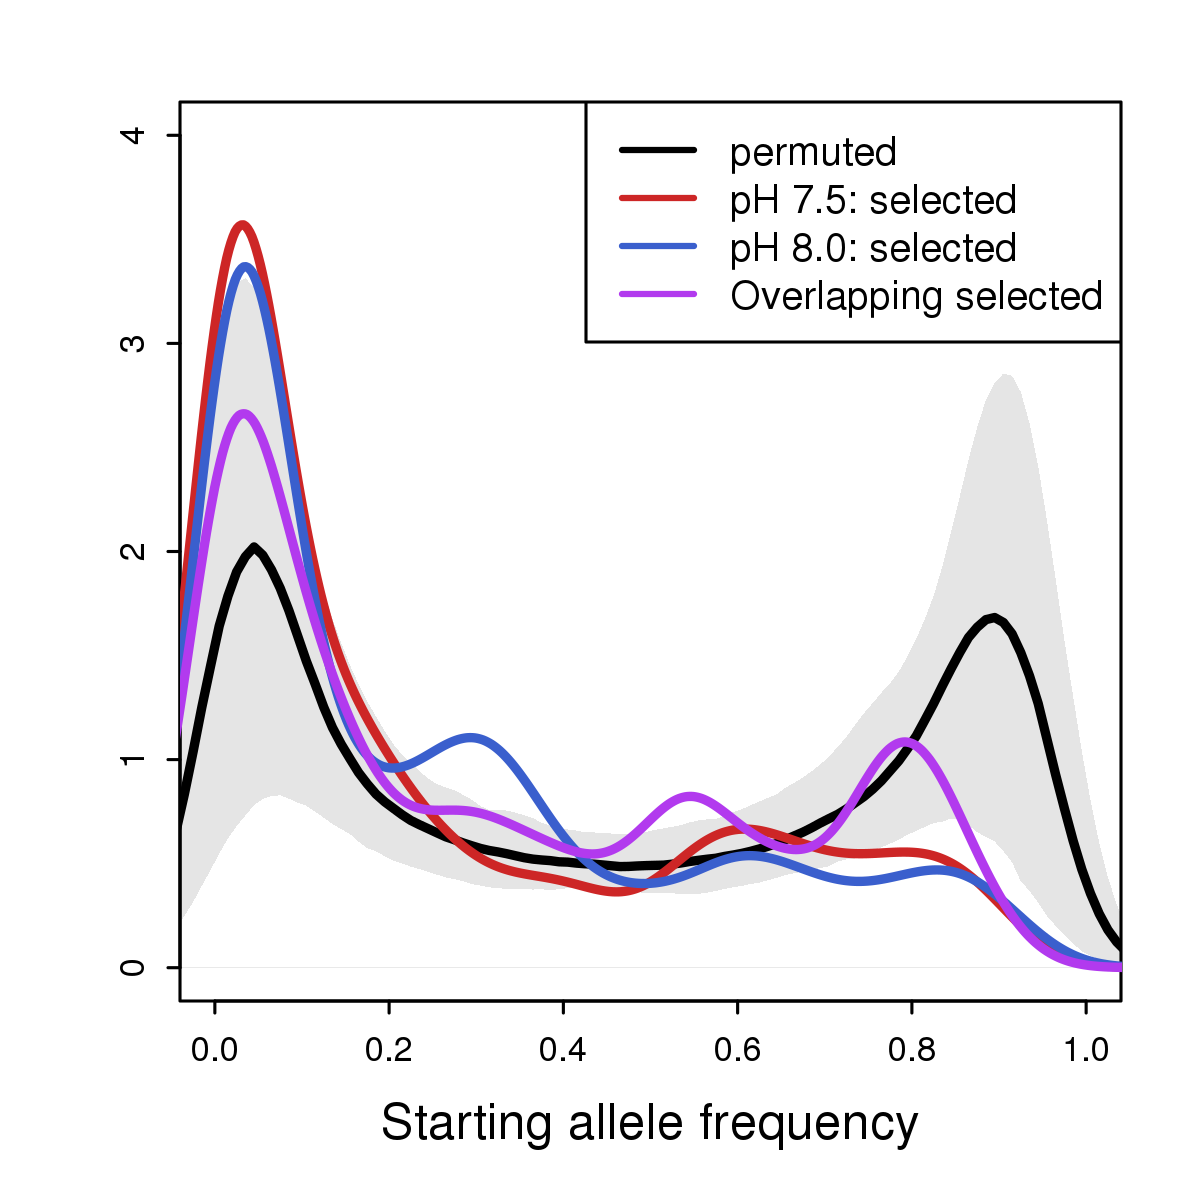 permuted
pH 7.5: selected
pH 8.0: selected
Overlapping selected
4
3
2
1
0
0.0 0.2 0.4 0.6 0.8 1.0
Starting allele frequency